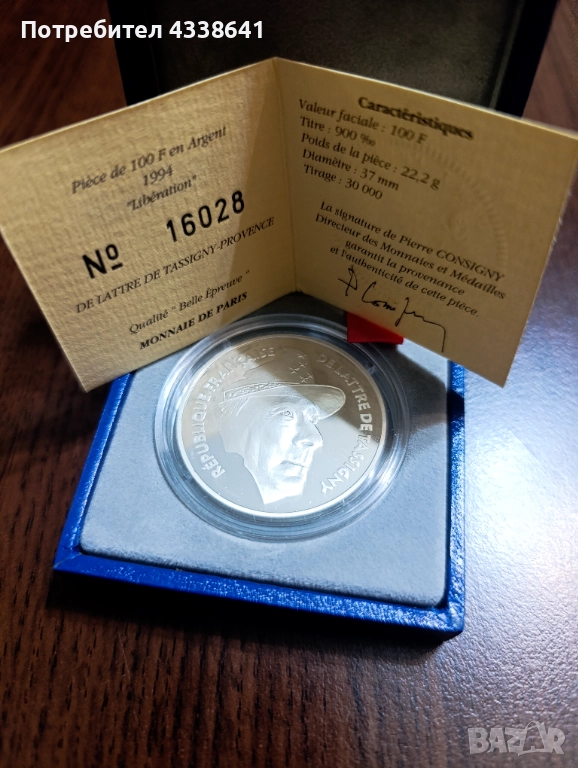 Потребител 4338641
Pièce de 100 F en Argent
1994
"Libération"
Nº 16028
DE LATTRE DE TASSIGNY-PROVENCE
Qualité " Belle Épreuve "
MONNAIE DE PARIS
Caractéristiques
Valeur faciale : 100 F
Titre : 900 ‰
Poids de la pièce : 22,2 g
Diamètre : 37 mm
Tirage : 30 000
La signature de Pierre CONSIGNY
Directeur des Monnaies et Médailles
garantit la provenance
et l'authenticité de cette pièce.
RÉPUBLIQUE FRANÇAISE
DE LATTRE DE TASSIGNY
BAZAR